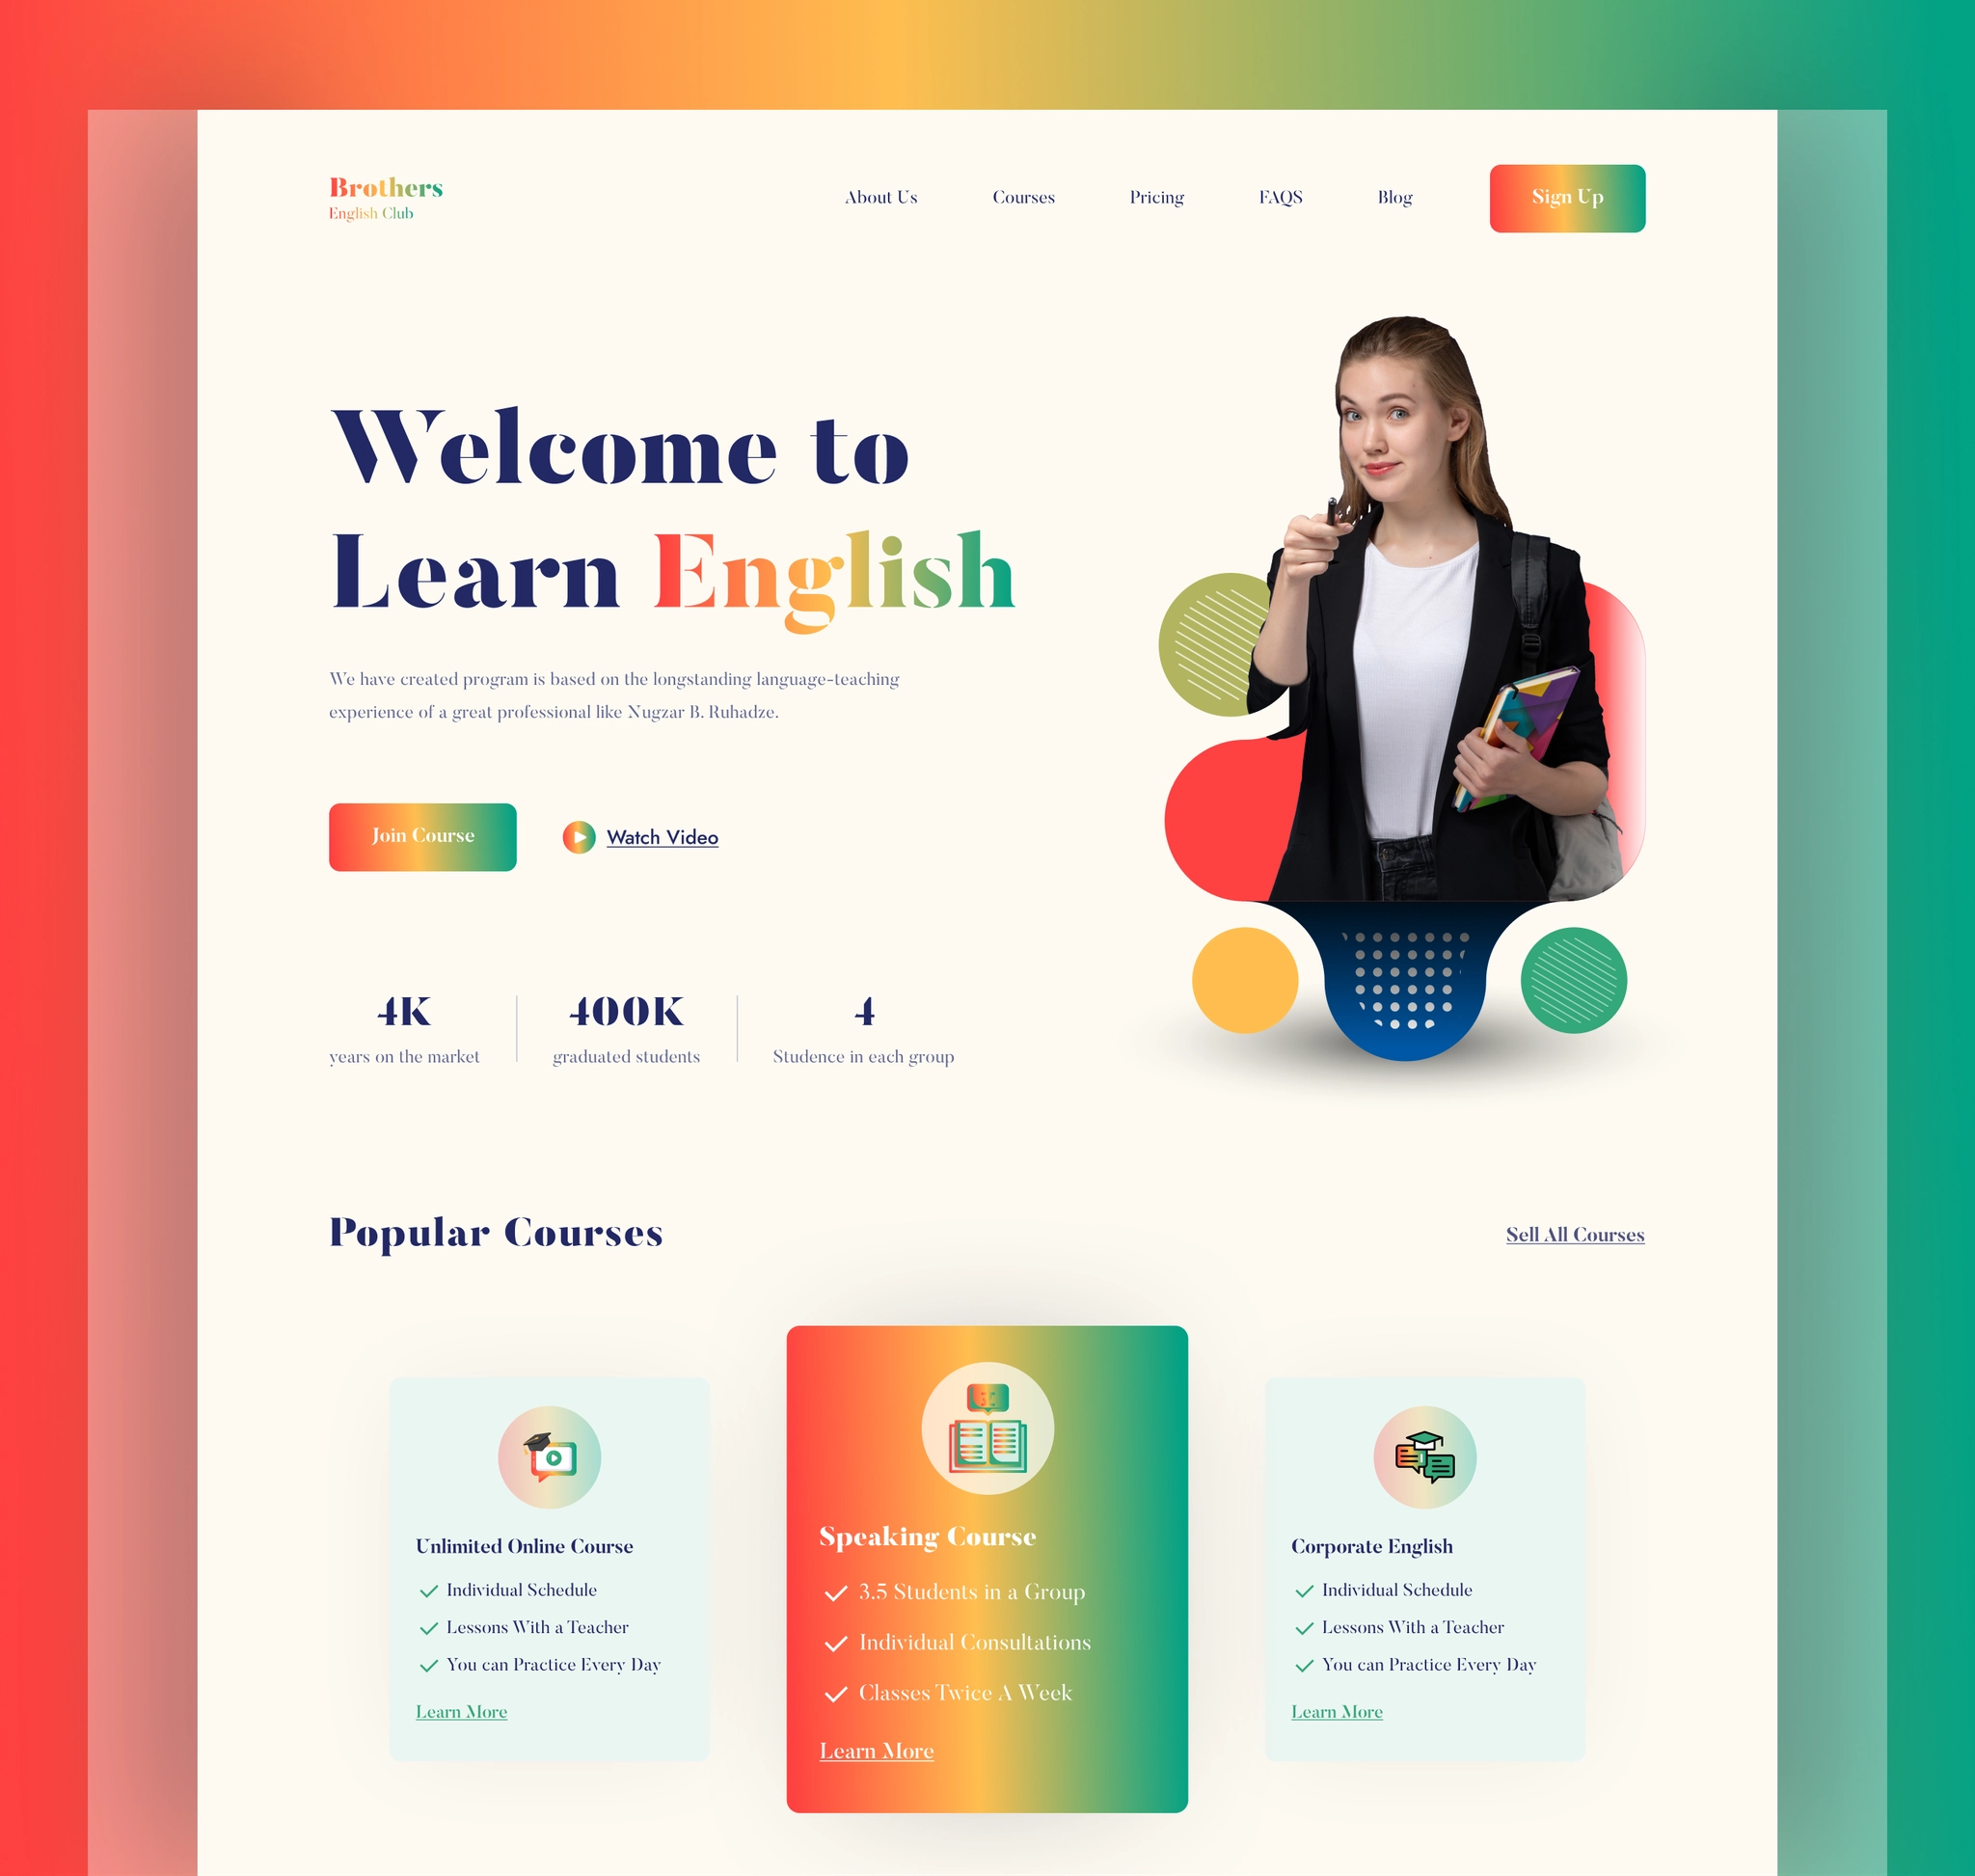 Brothers
English Club
About Us
Courses
Pricing
FAQS
Blog
Sign Up
Welcome to
Learn English
We have created program is based on the longstanding language-teaching
experience of a great professional like Nugzar B. Ruhadze.
Join Course
Watch Video
4K
years on the market
400K
graduated students
4
Studence in each group
Popular Courses
Sell All Courses
Unlimited Online Course
Individual Schedule
Lessons With a Teacher
You can Practice Every Day
Learn More
Speaking Course
3.5 Students in a Group
Individual Consultations
Classes Twice A Week
Learn More
Corporate English
Individual Schedule
Lessons With a Teacher
You can Practice Every Day
Learn More